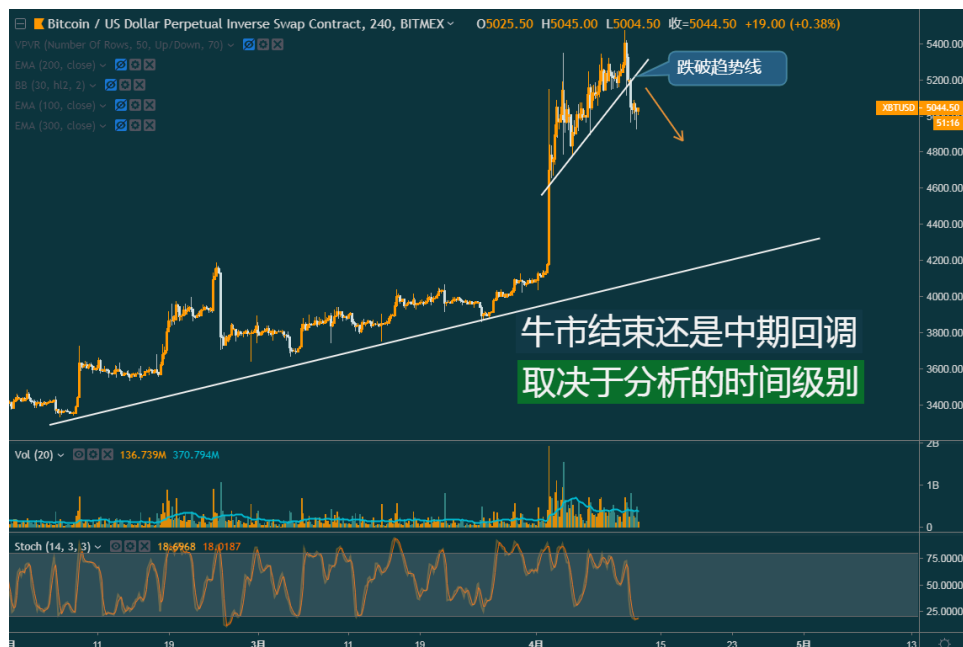 Bitcoin / US Dollar Perpetual Inverse Swap Contract, 240, BITMEX O5025.50 H5045.00 L5004.50 收=5044.50 +19.00 (+0.38%)
VPVR (Number Of Rows, 50, Up/Down, 70)
EMA (200, close)
BB (30, hl2, 2)
EMA (100, close)
EMA (300, close)
跌破趋势线
5400.00
5200.00
XBTUSD 5044.50
51:16
4800.00
4600.00
4400.00
4200.00
4000.00
3800.00
3600.00
3400.00
牛市结束还是中期回调
取决于分析的时间级别
Vol (20) 136.739M 370.794M
2B
1B
0
Stoch (14, 3, 3) 18.6968 18.0187
75.0000
50.0000
25.0000
11 19 3月 11 19 4月 15 23 5月 13